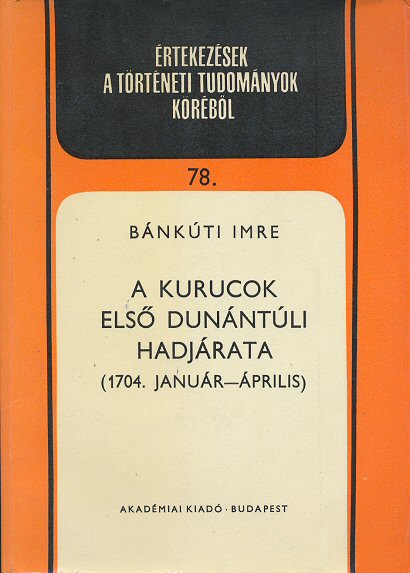 ÉRTEKEZÉSEK
A TÖRTÉNETI TUDOMÁNYOK
KÖRÉBŐL
78.
BÁNKÚTI IMRE
A KURUCOK
ELSŐ DUNÁNTÚLI
HADJÁRATA
(1704. JANUÁR—ÁPRILIS)
AKADÉMIAI KIADÓ · BUDAPEST